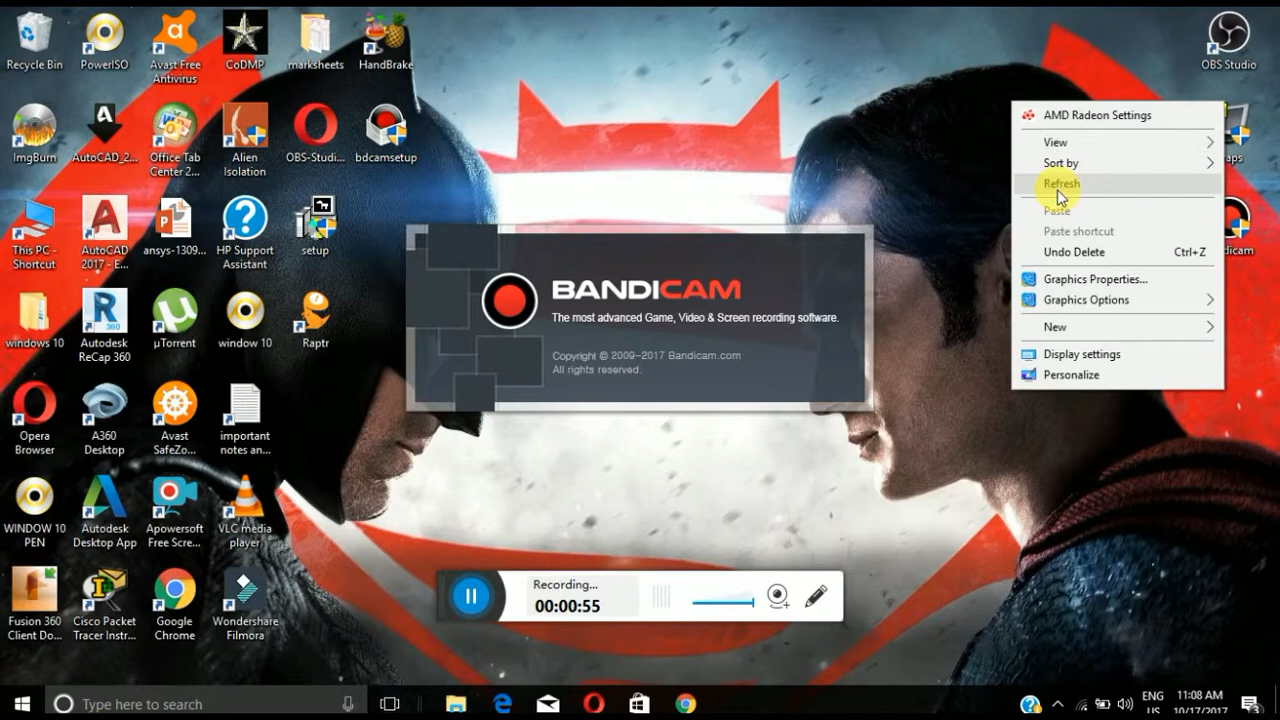 Recycle Bin
PowerISO
Avast Free
Antivirus
CoDMP
marksheets
HandBrake
OBS Studio
ImgBurn
AutoCAD_2...
Office Tab
Center 2...
Alien
Isolation
OBS-Studi...
bdcamsetup
This PC -
Shortcut
AutoCAD
2017 - E...
ansys-1309...
HP Support
Assistant
setup
windows 10
R
360
Autodesk
ReCap 360
µTorrent
window 10
Raptr
Opera
Browser
A360
Desktop
Avast
SafeZo...
important
notes an...
WINDOW 10
PEN
Autodesk
Desktop App
Apowersoft
Free Scre...
VLC media
player
Fusion 360
Client Do...
Cisco Packet
Tracer Instr...
Google
Chrome
Wondershare
Filmora
BANDICAM
The most advanced Game, Video & Screen recording software.
Copyright © 2009-2017 Bandicam.com
All rights reserved.
AMD Radeon Settings
View
Sort by
Refresh
Paste
Paste shortcut
Undo Delete Ctrl+Z
Graphics Properties...
Graphics Options
New
Display settings
Personalize
Recording...
00:00:55
Type here to search
ENG
US
11:08 AM
10/17/2017